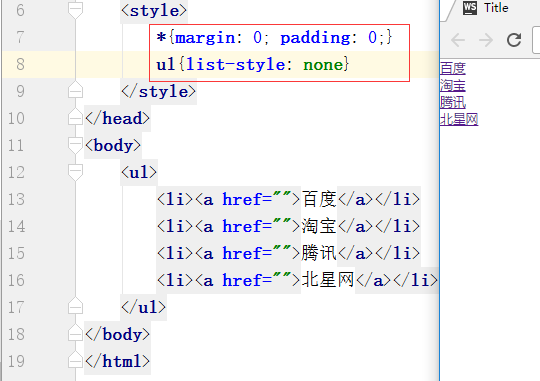 6 <style>
7 *{margin: 0; padding: 0;}
8 ul{list-style: none}
9 </style>
10 </head>
11 <body>
12 <ul>
13 <li><a href="">百度</a></li>
14 <li><a href="">淘宝</a></li>
15 <li><a href="">腾讯</a></li>
16 <li><a href="">北星网</a></li>
17 </ul>
18 </body>
19 </html>
WS Title
百度
淘宝
腾讯
北星网